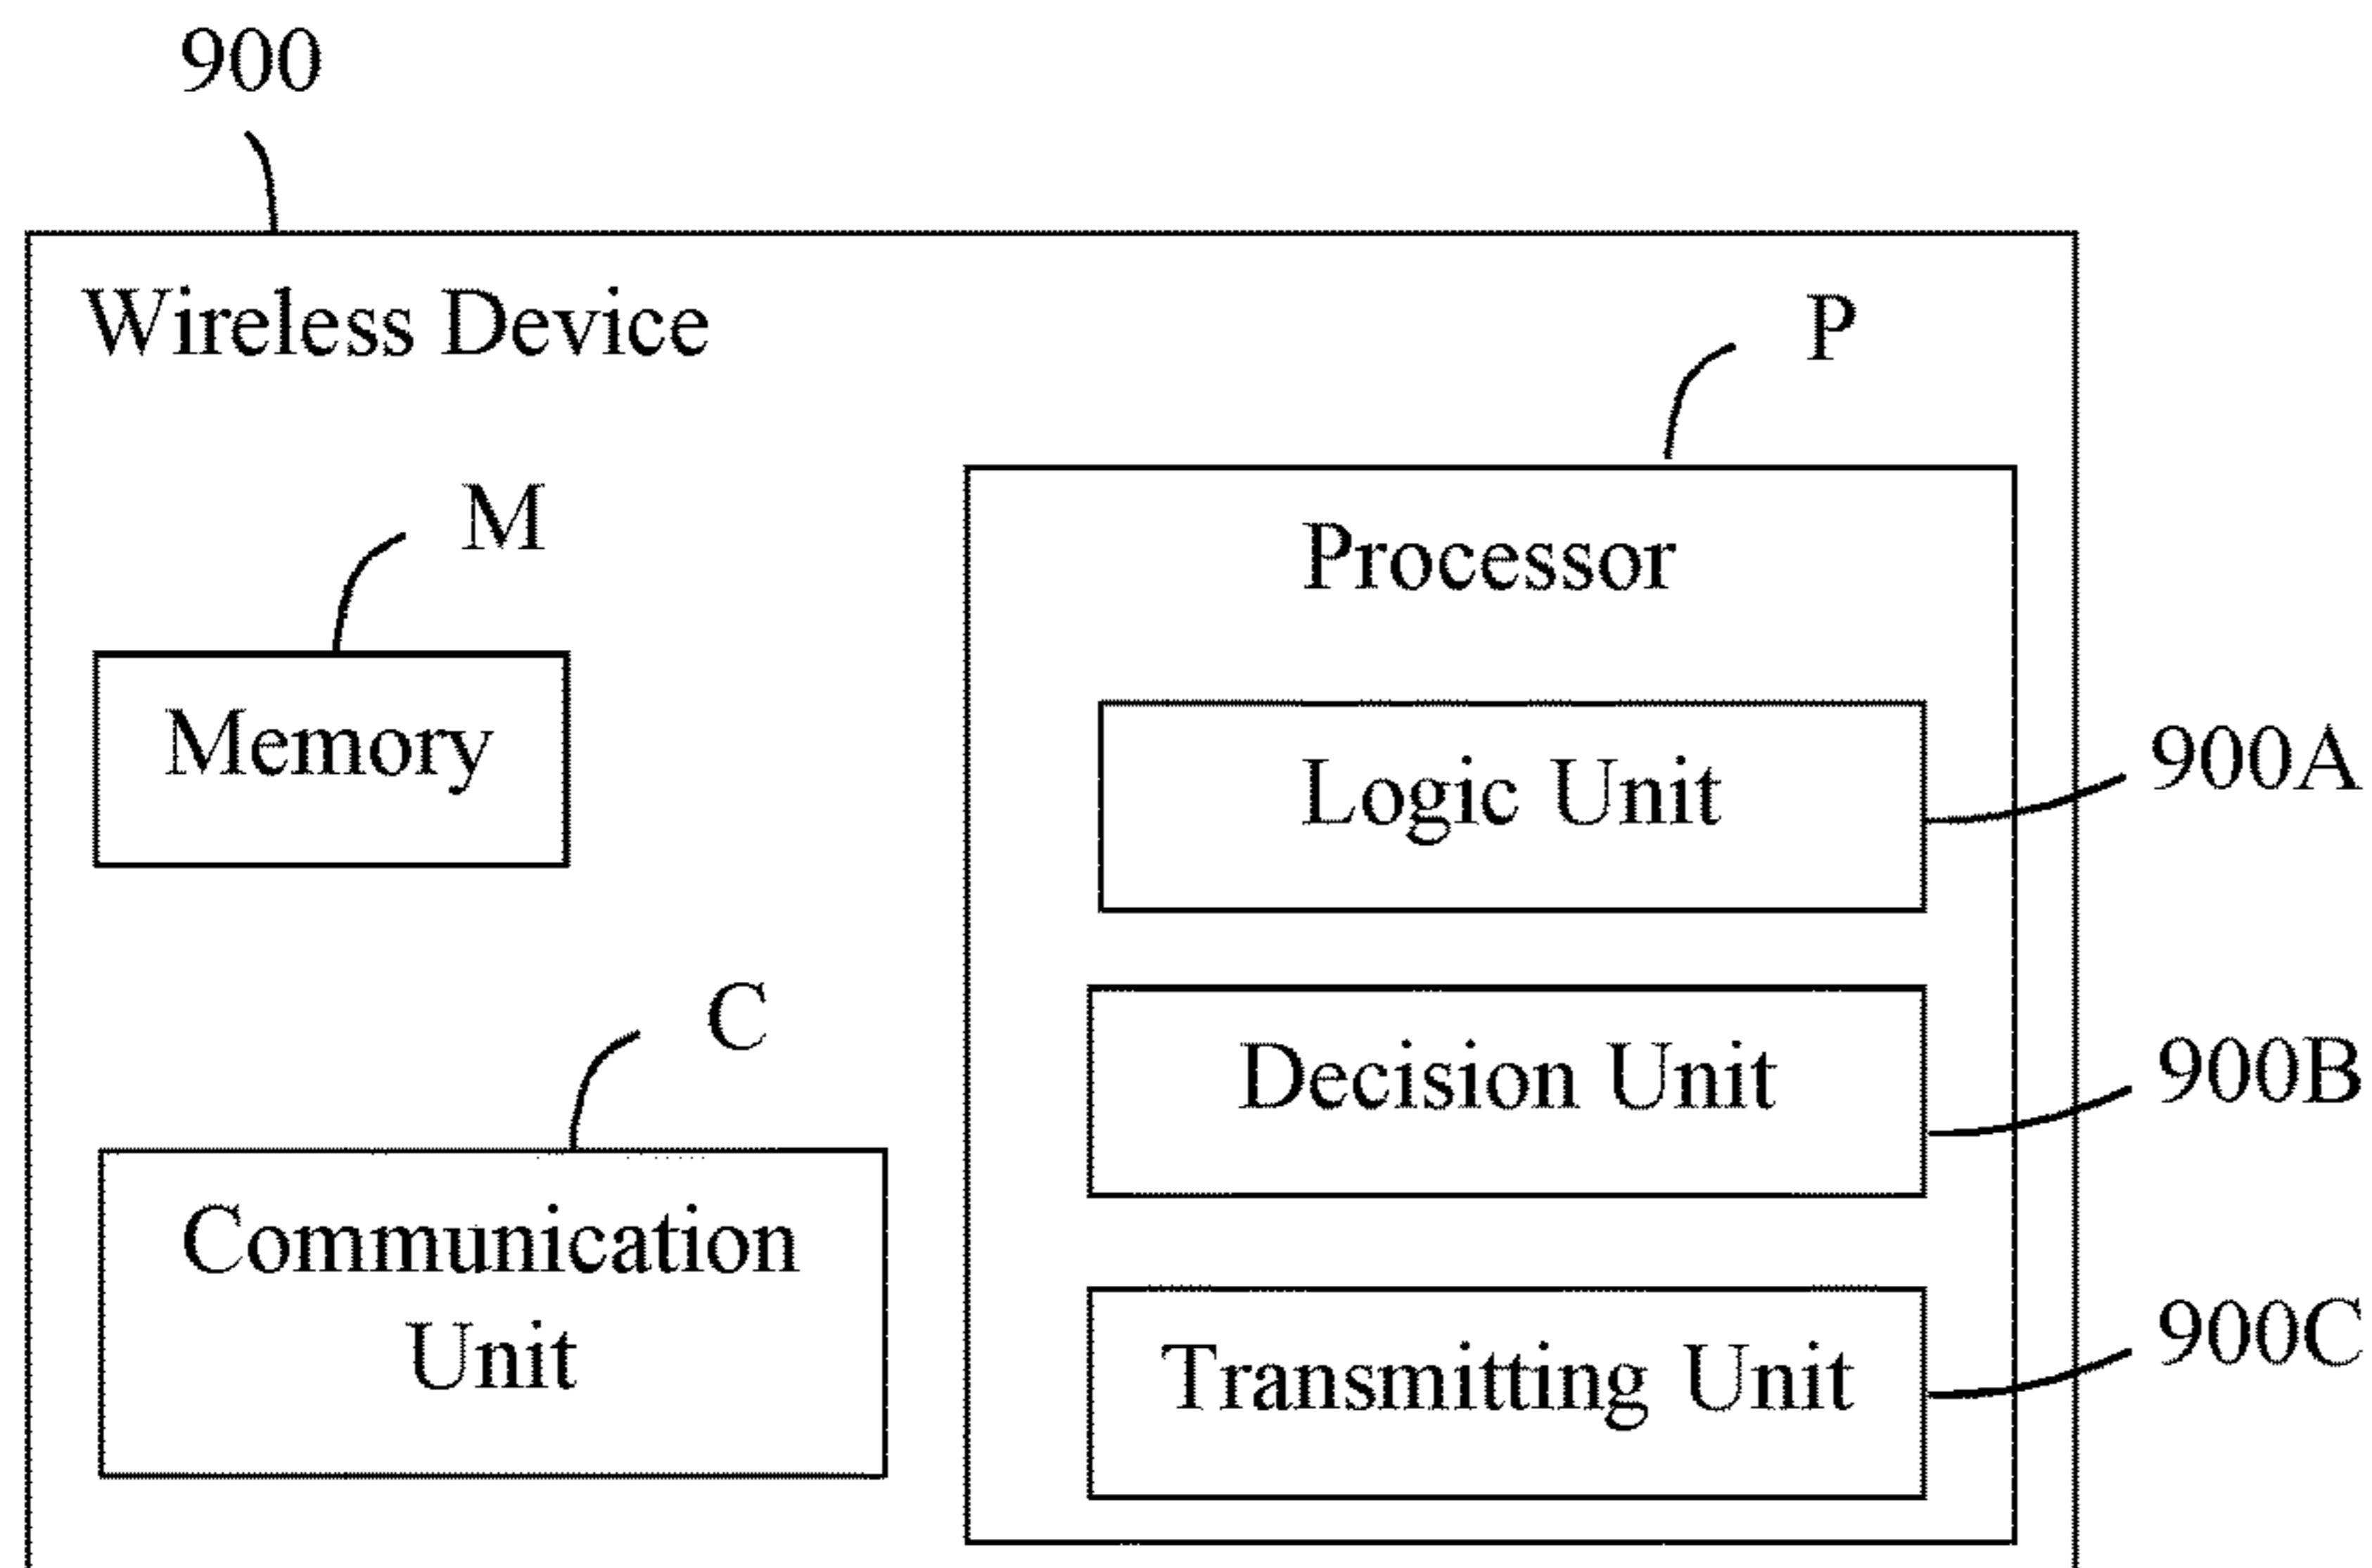 900
Wireless Device
P
M
Processor
Memory
Logic Unit
900A
C
Decision Unit
900B
Communication
Unit
Transmitting Unit
900C